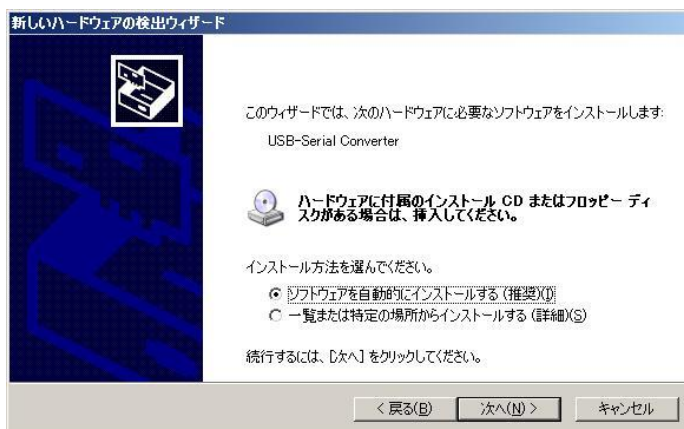 新しいハードウェアの検出ウィザード
このウィザードでは、次のハードウェアに必要なソフトウェアをインストールします:
USB-Serial Converter
ハードウェアに付属のインストール CD またはフロッピー ディ
スクがある場合は、挿入してください。
インストール方法を選んでください。
ソフトウェアを自動的にインストールする (推奨)(I)
一覧または特定の場所からインストールする (詳細)(S)
続行するには、[次へ] をクリックしてください。
< 戻る(B)
次へ(N) >
キャンセル